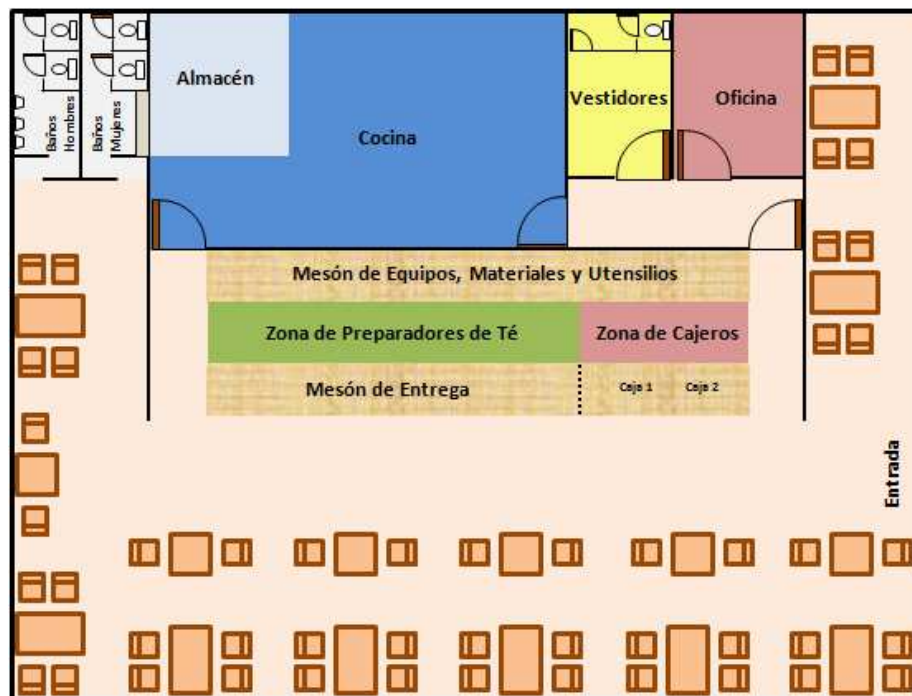 Almacén
Baños
Hombres
Baños
Mujeres
Cocina
Vestidores
Oficina
Mesón de Equipos, Materiales y Utensilios
Zona de Preparadores de Té
Zona de Cajeros
Mesón de Entrega
Caja 1
Caja 2
Entrada